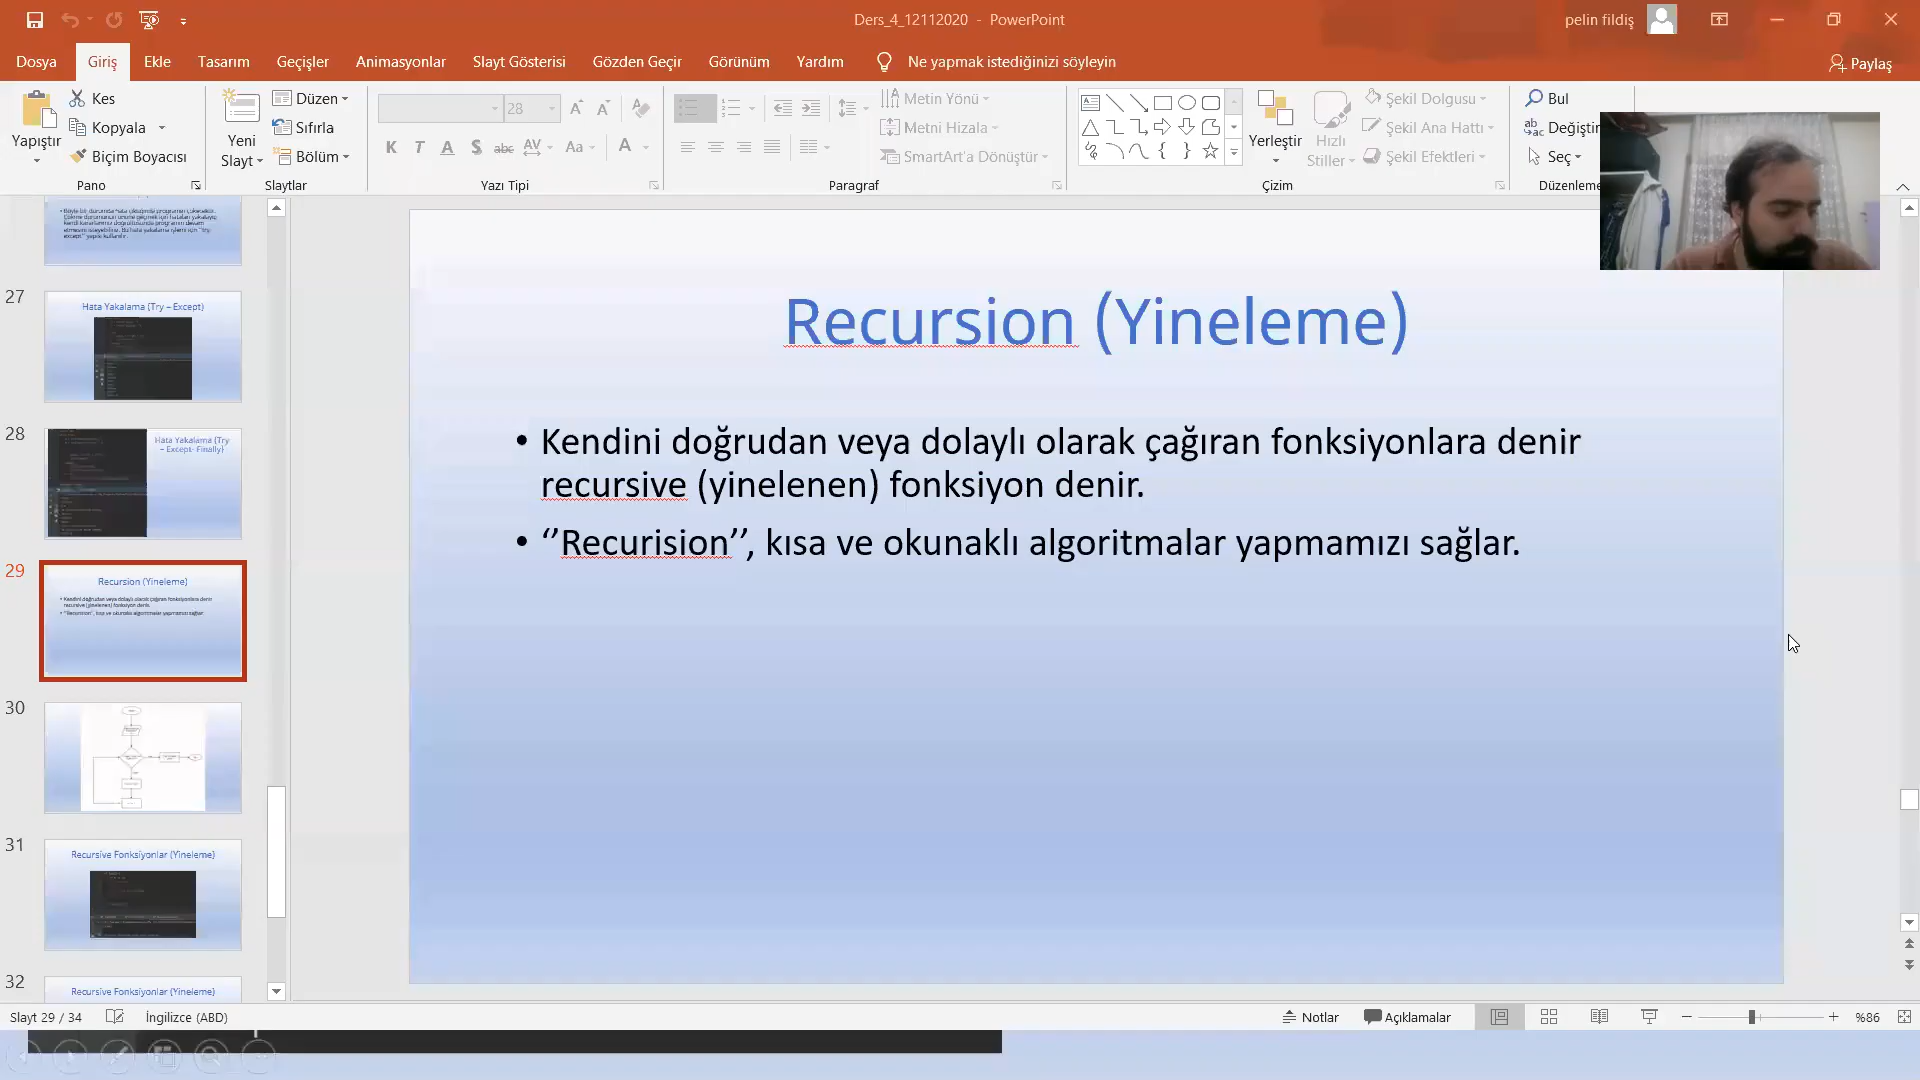 Ders_4_12112020 - PowerPoint
pelin fildiş
Dosya
Giriş
Ekle
Tasarım
Geçişler
Animasyonlar
Slayt Gösterisi
Gözden Geçir
Görünüm
Yardım
Ne yapmak istediğinizi söyleyin
Paylaş
Yapıştır
Kes
Kopyala
Biçim Boyacısı
Pano
Yeni
Slayt
Düzen
Sıfırla
Bölüm
Slaytlar
28
K T A S abc AV Aa A
Yazı Tipi
Metin Yönü
Metni Hizala
SmartArt'a Dönüştür
Paragraf
Yerleştir
Hızlı
Stiller
Şekil Dolgusu
Şekil Ana Hattı
Şekil Efektleri
Çizim
Bul
Değiştir
Seç
Düzenleme
27
Hata Yakalama (Try – Except)
28
Hata Yakalama (Try
– Except- Finally)
29
Recursion (Yineleme)
Kendini doğrudan veya dolaylı olarak çağıran fonksiyonlara denir
recursive (yinelenen) fonksiyon denir.
''Recurision'', kısa ve okunaklı algoritmalar yapmamızı sağlar.
30
31
Recursive Fonksiyonlar (Yineleme)
32
Recursive Fonksiyonlar (Yineleme)
Recursion (Yineleme)
• Kendini doğrudan veya dolaylı olarak çağıran fonksiyonlara denir
recursive (yinelenen) fonksiyon denir.
• ‘’Recurision’’, kısa ve okunaklı algoritmalar yapmamızı sağlar.
Slayt 29 / 34
İngilizce (ABD)
Notlar
Açıklamalar
%86